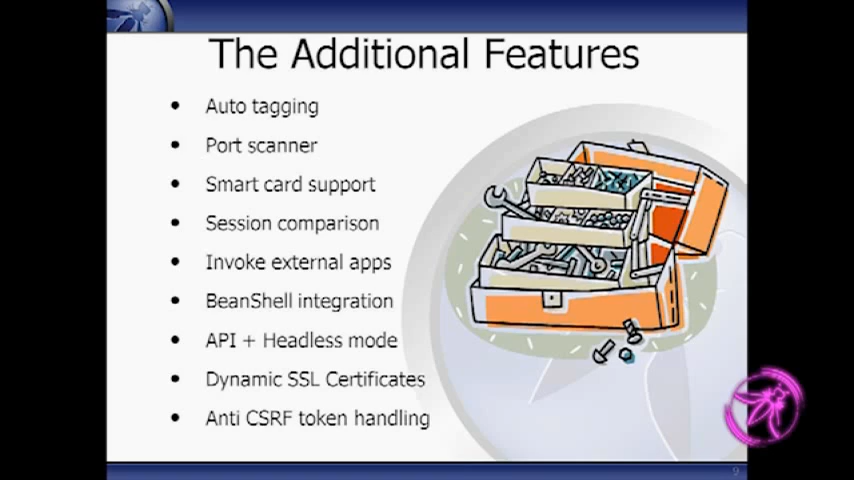 The Additional Features
• Auto tagging
• Port scanner
• Smart card support
• Session comparison
• Invoke external apps
• BeanShell integration
• API + Headless mode
• Dynamic SSL Certificates
• Anti CSRF token handling
9